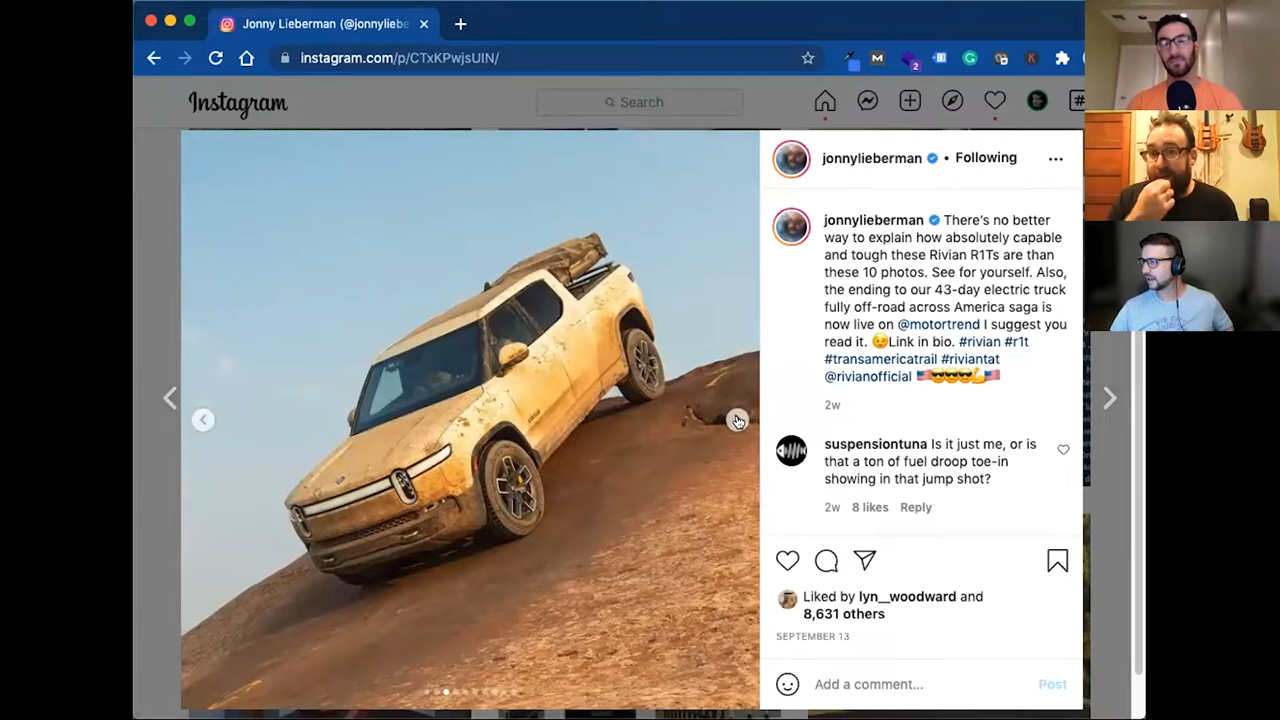 Jonny Lieberman (@jonnyliebe
instagram.com/p/CTxKPwjsUIN/
M
2
G
K
Instagram
Search
#
jonnylieberman • Following
jonnylieberman There's no better
way to explain how absolutely capable
and tough these Rivian R1Ts are than
these 10 photos. See for yourself. Also,
the ending to our 43-day electric truck
fully off-road across America saga is
now live on @motortrend I suggest you
read it. 😉Link in bio. #rivian #r1t
#transamericatrail #riviantat
@rivianofficial 🇺🇸😎😎😎💪🇺🇸
2w
suspensiontuna Is it just me, or is
that a ton of fuel droop toe-in
showing in that jump shot?
2w 8 likes Reply
Liked by lyn__woodward and
8,631 others
SEPTEMBER 13
Add a comment... Post